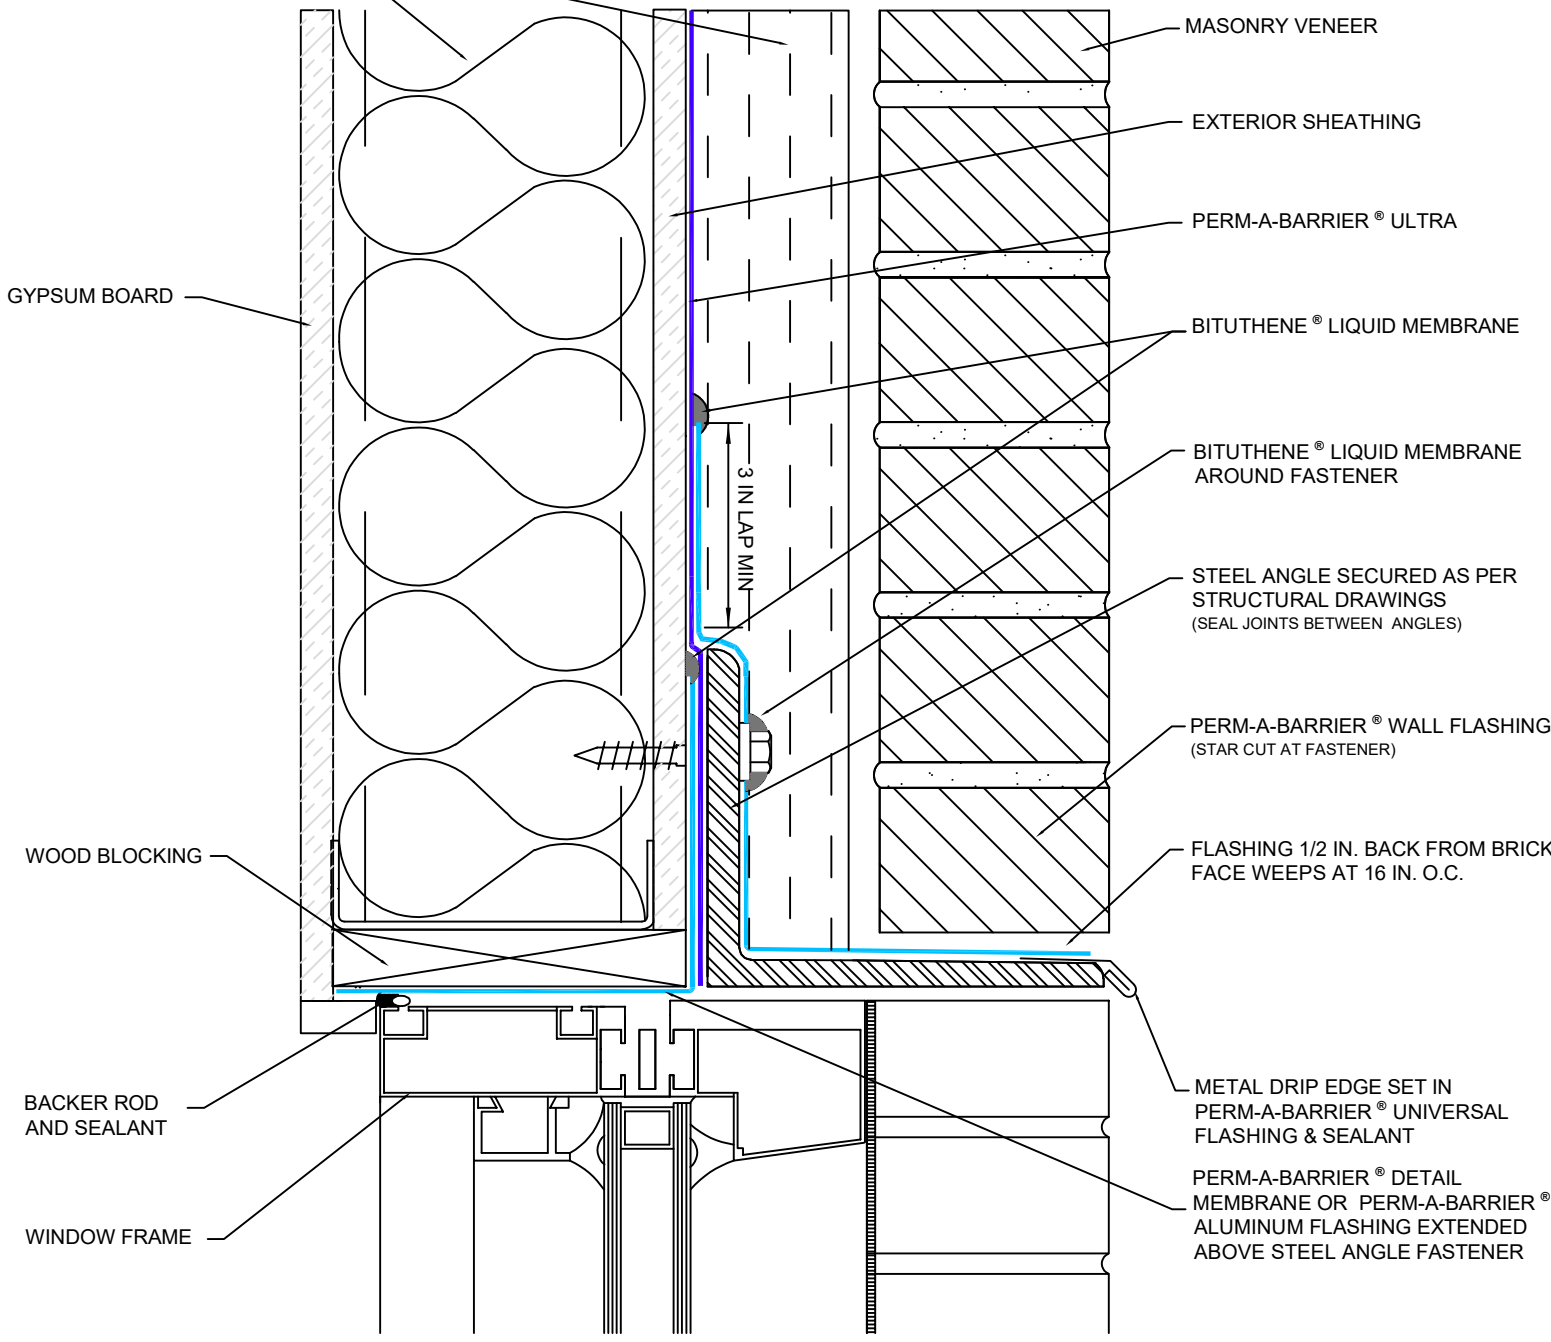 MASONRY VENEER
EXTERIOR SHEATHING
PERM-A-BARRIER ® ULTRA
GYPSUM BOARD
BITUTHENE ® LIQUID MEMBRANE
BITUTHENE ® LIQUID MEMBRANE
AROUND FASTENER
3 IN LAP MIN
STEEL ANGLE SECURED AS PER
STRUCTURAL DRAWINGS
(SEAL JOINTS BETWEEN ANGLES)
PERM-A-BARRIER ® WALL FLASHING
(STAR CUT AT FASTENER)
WOOD BLOCKING
FLASHING 1/2 IN. BACK FROM BRICK
FACE WEEPS AT 16 IN. O.C.
BACKER ROD
AND SEALANT
METAL DRIP EDGE SET IN
PERM-A-BARRIER ® UNIVERSAL
FLASHING & SEALANT
PERM-A-BARRIER ® DETAIL
MEMBRANE OR PERM-A-BARRIER ®
ALUMINUM FLASHING EXTENDED
ABOVE STEEL ANGLE FASTENER
WINDOW FRAME